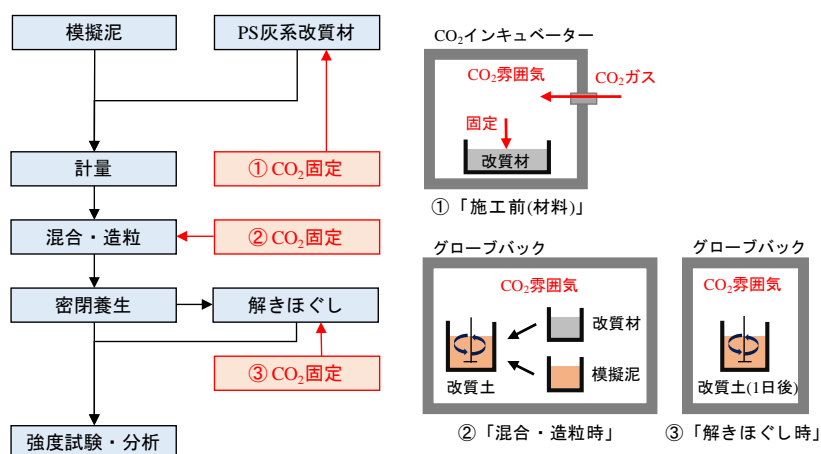 模擬泥
PS灰系改質材
計量
① CO₂固定
混合・造粒
② CO₂固定
密閉養生
解きほぐし
③ CO₂固定
強度試験・分析
CO₂インキュベーター
CO₂雰囲気
CO₂ガス
固定
改質材
①「施工前(材料)」
グローブバック
CO₂雰囲気
改質材
模擬泥
改質土
②「混合・造粒時」
グローブバック
CO₂雰囲気
改質土(1日後)
③「解きほぐし時」